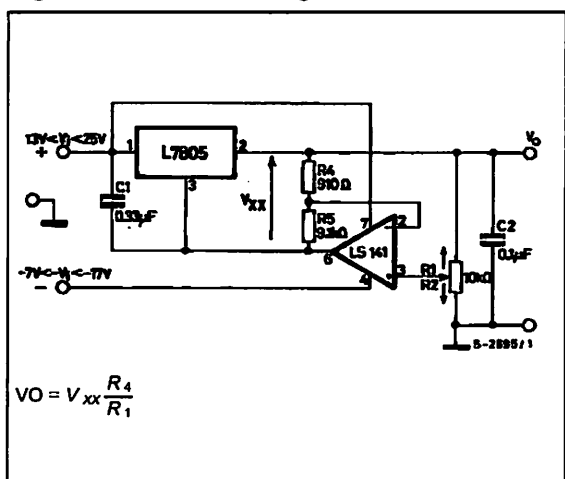 13V<Vi<25V
+
1
L7805
2
Vo
3
C1
0.33µF
VXX
R4
910Ω
R5
9.1kΩ
7
2
LS 141
6
3
4
R1
R2
10kΩ
C2
0.1µF
-7V<-Vi<-17V
-
S-2895/1
VO = VXX R4/R1